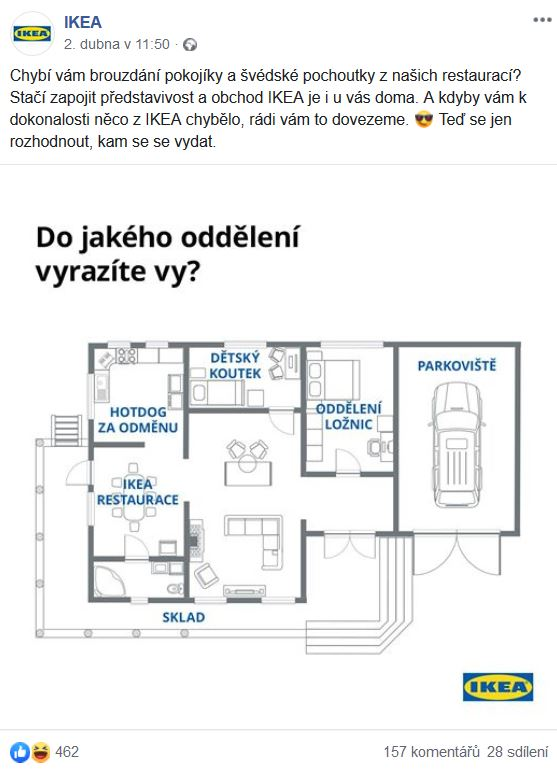 IKEA
IKEA
2. dubna v 11:50 ·
Chybí vám brouzdání pokojíky a švédské pochoutky z našich restaurací?
Stačí zapojit představivost a obchod IKEA je i u vás doma. A kdyby vám k
dokonalosti něco z IKEA chybělo, rádi vám to dovezeme. 😎 Teď se jen
rozhodnout, kam se se vydat.
Do jakého oddělení
vyrazíte vy?
DĚTSKÝ
KOUTEK
PARKOVIŠTĚ
HOTDOG
ZA ODMĚNU
ODDĚLENÍ
LOŽNIC
IKEA
RESTAURACE
SKLAD
IKEA
462
157 komentářů 28 sdílení